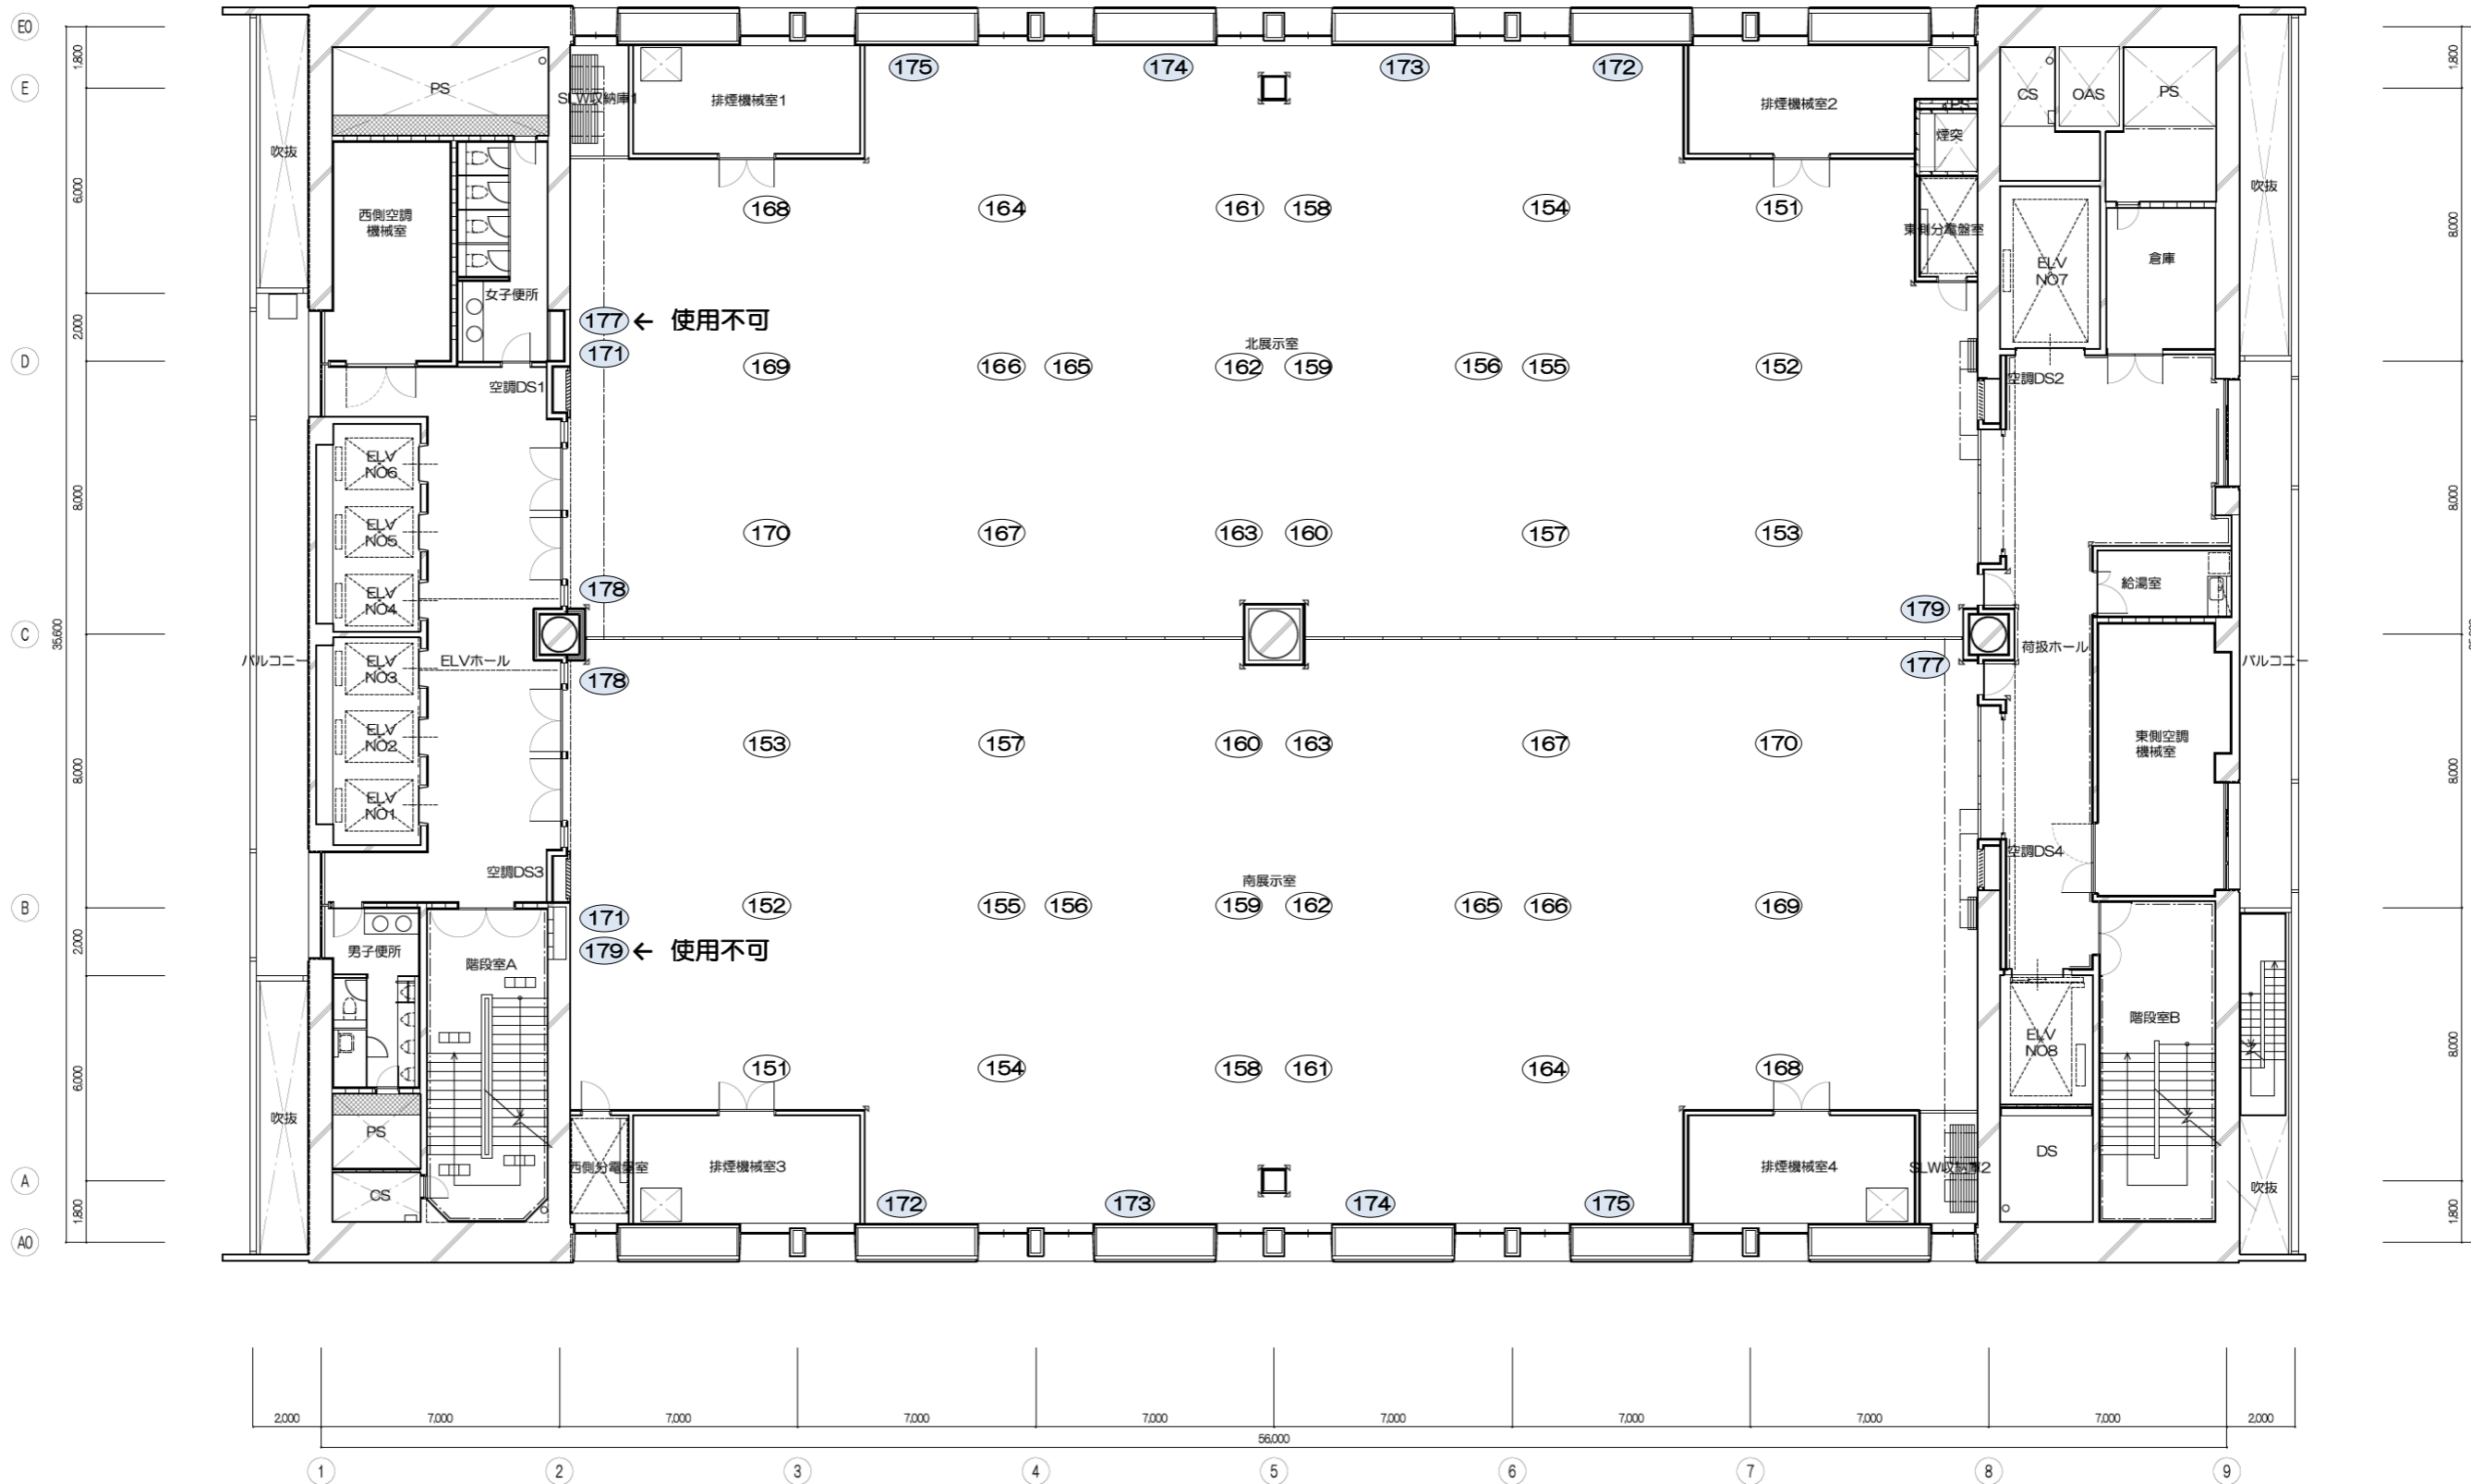 E0
E
D
C
B
A
A0
1,800
6,000
2,000
8,000
8,000
2,000
6,000
1,800
35,600
吹抜
PS
SLW収納庫1
排煙機械室1
175
174
173
172
排煙機械室2
PS
煙突
CS
OAS
PS
吹抜
1,800
8,000
8,000
8,000
8,000
1,800
西側空調
機械室
女子便所
168
164
161
158
154
151
東側分電盤室
ELV
NO7
倉庫
177
← 使用不可
171
北展示室
169
166
165
162
159
156
155
152
空調DS1
空調DS2
ELV
NO6
ELV
NO5
ELV
NO4
170
167
163
160
157
153
178
179
給湯室
バルコニー
ELVホール
荷扱ホール
バルコニー
ELV
NO3
ELV
NO2
ELV
NO1
178
177
153
157
160
163
167
170
東側空調
機械室
空調DS3
空調DS4
南展示室
171
152
155
156
159
162
165
166
169
179
← 使用不可
男子便所
階段室A
151
154
158
161
164
168
ELV
NO8
階段室B
吹抜
PS
CS
西側分電盤室
排煙機械室3
172
173
174
175
排煙機械室4
SLW収納庫2
DS
吹抜
2,000
7,000
7,000
7,000
7,000
7,000
7,000
7,000
7,000
2,000
56,000
1
2
3
4
5
6
7
8
9